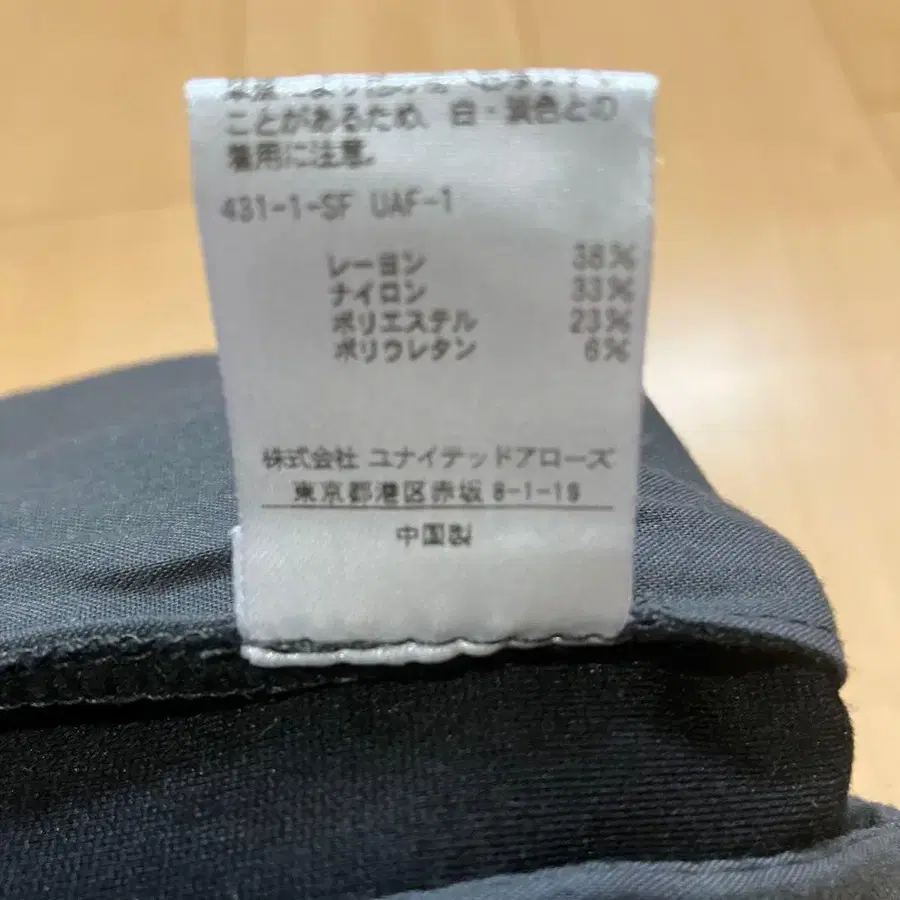 ことがあるため、白・淡色との
着用に注意。
431-1-SF UAF-1
レーヨン 38%
ナイロン 33%
ポリエステル 23%
ポリウレタン 6%
株式会社 ユナイテッドアローズ
東京都港区赤坂 8-1-19
中国製